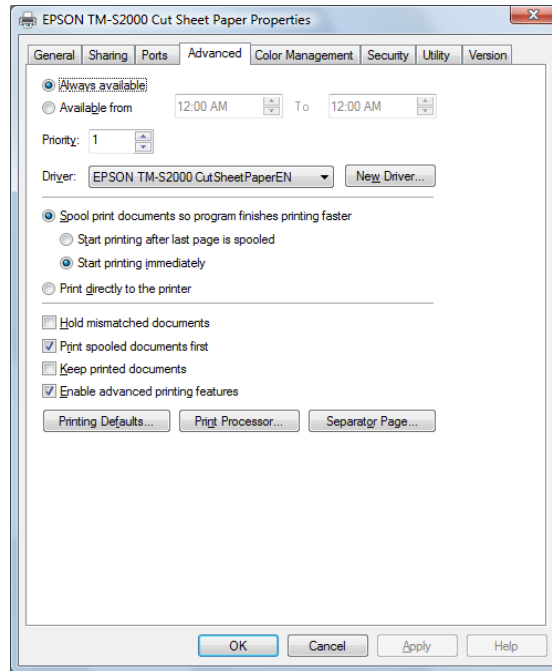 EPSON TM-S2000 Cut Sheet Paper Properties
General Sharing Ports Advanced Color Management Security Utility Version
Always available
Available from 12:00 AM To 12:00 AM
Priority: 1
Driver: EPSON TM-S2000 CutSheetPaperEN New Driver...
Spool print documents so program finishes printing faster
Start printing after last page is spooled
Start printing immediately
Print directly to the printer
Hold mismatched documents
Print spooled documents first
Keep printed documents
Enable advanced printing features
Printing Defaults... Print Processor... Separator Page...
OK Cancel Apply Help